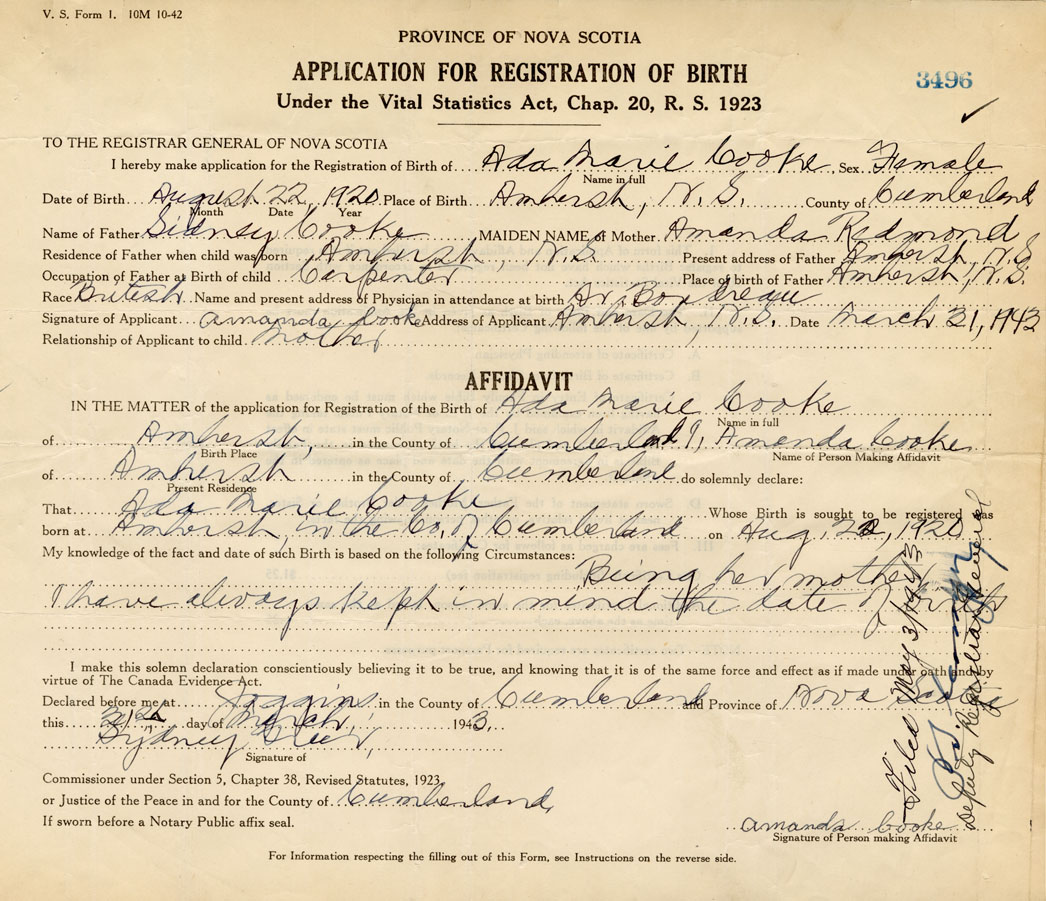 V. S. Form 1. 10M 10-42
PROVINCE OF NOVA SCOTIA
APPLICATION FOR REGISTRATION OF BIRTH
3496
Under the Vital Statistics Act, Chap. 20, R. S. 1923
TO THE REGISTRAR GENERAL OF NOVA SCOTIA
I hereby make application for the Registration of Birth of Ada Marie Cooke, Sex Female
Name in full
Date of Birth August 22, 1920 Place of Birth Amherst, N. S. County of Cumberland
Month Date Year
Name of Father Sidney Cooke MAIDEN NAME of Mother Amanda Redmond
Residence of Father when child was born Amherst, N.S. Present address of Father Amherst, N.S.
Occupation of Father at Birth of child Carpenter Place of birth of Father Amherst, N.S.
Race British Name and present address of Physician in attendance at birth Dr. Boudreau
Signature of Applicant amanda Cooke Address of Applicant Amherst, N.S. Date March 31, 1943
Relationship of Applicant to child mother
AFFIDAVIT
IN THE MATTER of the application for Registration of the Birth of Ada Marie Cooke
Name in full
of Amherst, in the County of Cumberland I, Amanda Cooke
Birth Place Name of Person Making Affidavit
of Amherst in the County of Cumberland do solemnly declare:
Present Residence
That Ada Marie Cooke Whose Birth is sought to be registered was
born at Amherst, in the Co. of Cumberland on Aug. 22, 1920
My knowledge of the fact and date of such Birth is based on the following Circumstances:
Being her mother
I have always kept in mind the date of birth
I make this solemn declaration conscientiously believing it to be true, and knowing that it is of the same force and effect as if made under oath and by
virtue of The Canada Evidence Act.
Declared before me at Joggins in the County of Cumberland and Province of Nova Scotia
this 31st day of March, 1943.
Sydney
Signature of
Commissioner under Section 5, Chapter 38, Revised Statutes, 1923,
or Justice of the Peace in and for the County of Cumberland,
If sworn before a Notary Public affix seal.
amanda Cooke
Signature of Person making Affidavit
For Information respecting the filling out of this Form, see Instructions on the reverse side.
Filed May 3/1943
Deputy Registrar General